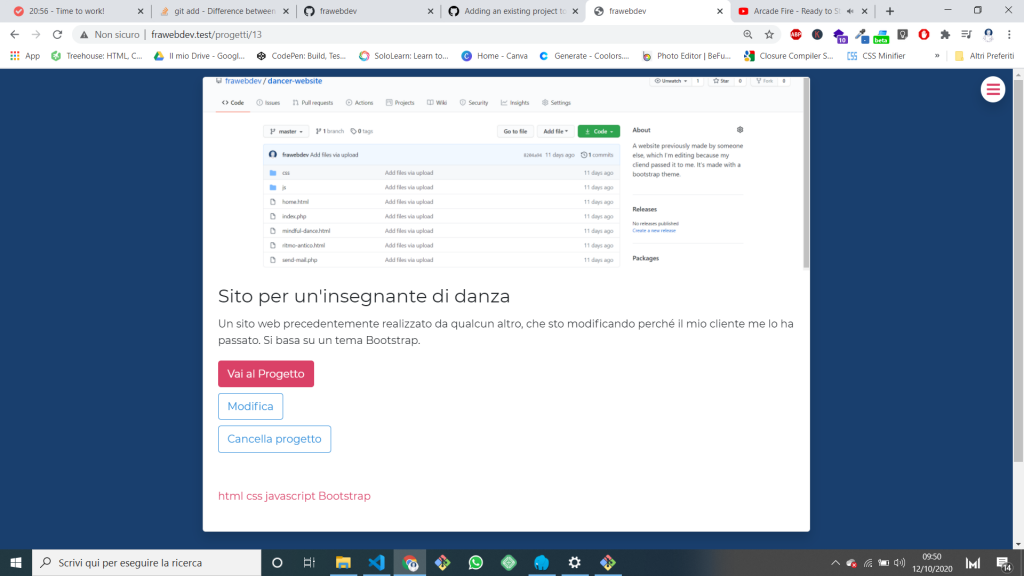 20:56 - Time to work!
git add - Difference between
frawebdev
Adding an existing project to
frawebdev
Arcade Fire - Ready to St
Non sicuro | frawebdev.test/progetti/13
ABP
10
beta
App
Treehouse: HTML, C...
Il mio Drive - Googl...
CodePen: Build, Tes...
SoloLearn: Learn to...
Home - Canva
Generate - Coolors....
Photo Editor | BeFu...
Closure Compiler S...
CSS Minifier
»
Altri Preferiti
frawebdev / dancer-website
Unwatch 1
Star 0
Fork 0
Code
Issues
Pull requests
Actions
Projects
Wiki
Security
Insights
Settings
master
1 branch
0 tags
Go to file
Add file
Code
About
frawebdev Add files via upload
11 days ago
1 commits
A website previously made by someone
else, which I'm editing because my
cliend passed it to me. It's made with a
bootstrap theme.
css Add files via upload 11 days ago
js Add files via upload 11 days ago
home.html Add files via upload 11 days ago
index.php Add files via upload 11 days ago
mindful-dance.html Add files via upload 11 days ago
ritmo-antico.html Add files via upload 11 days ago
send-mail.php Add files via upload 11 days ago
Releases
No releases published
Create a new release
Packages
Sito per un'insegnante di danza
Un sito web precedentemente realizzato da qualcun altro, che sto modificando perché il mio cliente me lo ha
passato. Si basa su un tema Bootstrap.
Vai al Progetto
Modifica
Cancella progetto
html css javascript Bootstrap
Scrivi qui per eseguire la ricerca
09:50
12/10/2020
14